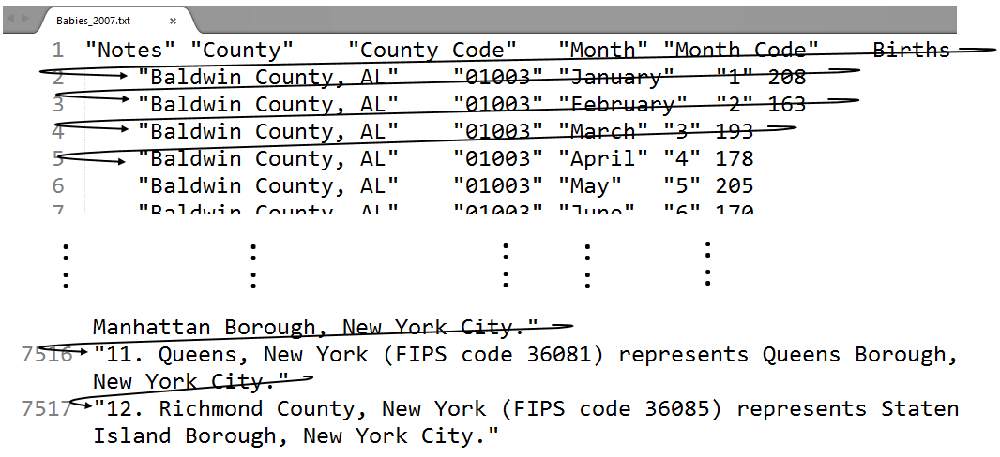 Babies_2007.txt ×
1 "Notes" "County" "County Code" "Month" "Month Code" Births
2 "Baldwin County, AL" "01003" "January" "1" 208
3 "Baldwin County, AL" "01003" "February" "2" 163
4 "Baldwin County, AL" "01003" "March" "3" 193
5 "Baldwin County, AL" "01003" "April" "4" 178
6 "Baldwin County, AL" "01003" "May" "5" 205
7 "Baldwin County, AL" "01003" "June" "6" 170
Manhattan Borough, New York City."
7516 "11. Queens, New York (FIPS code 36081) represents Queens Borough,
New York City."
7517 "12. Richmond County, New York (FIPS code 36085) represents Staten
Island Borough, New York City."